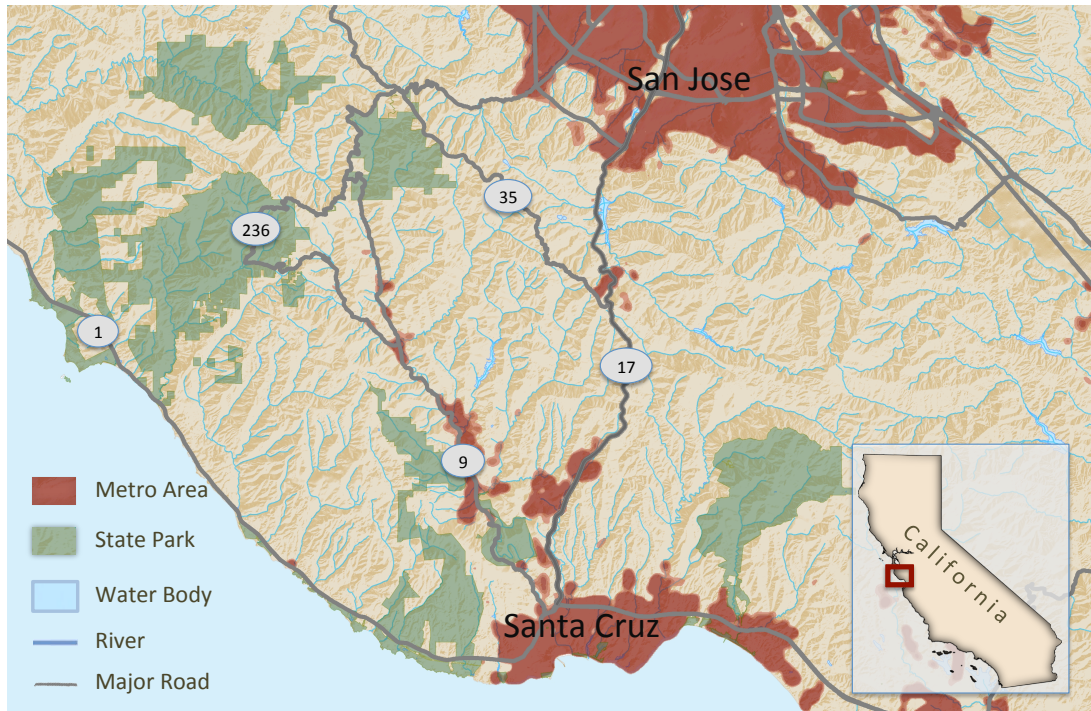 San Jose
35
236
1
17
9
Metro Area
State Park
Water Body
River
Major Road
Santa Cruz
California